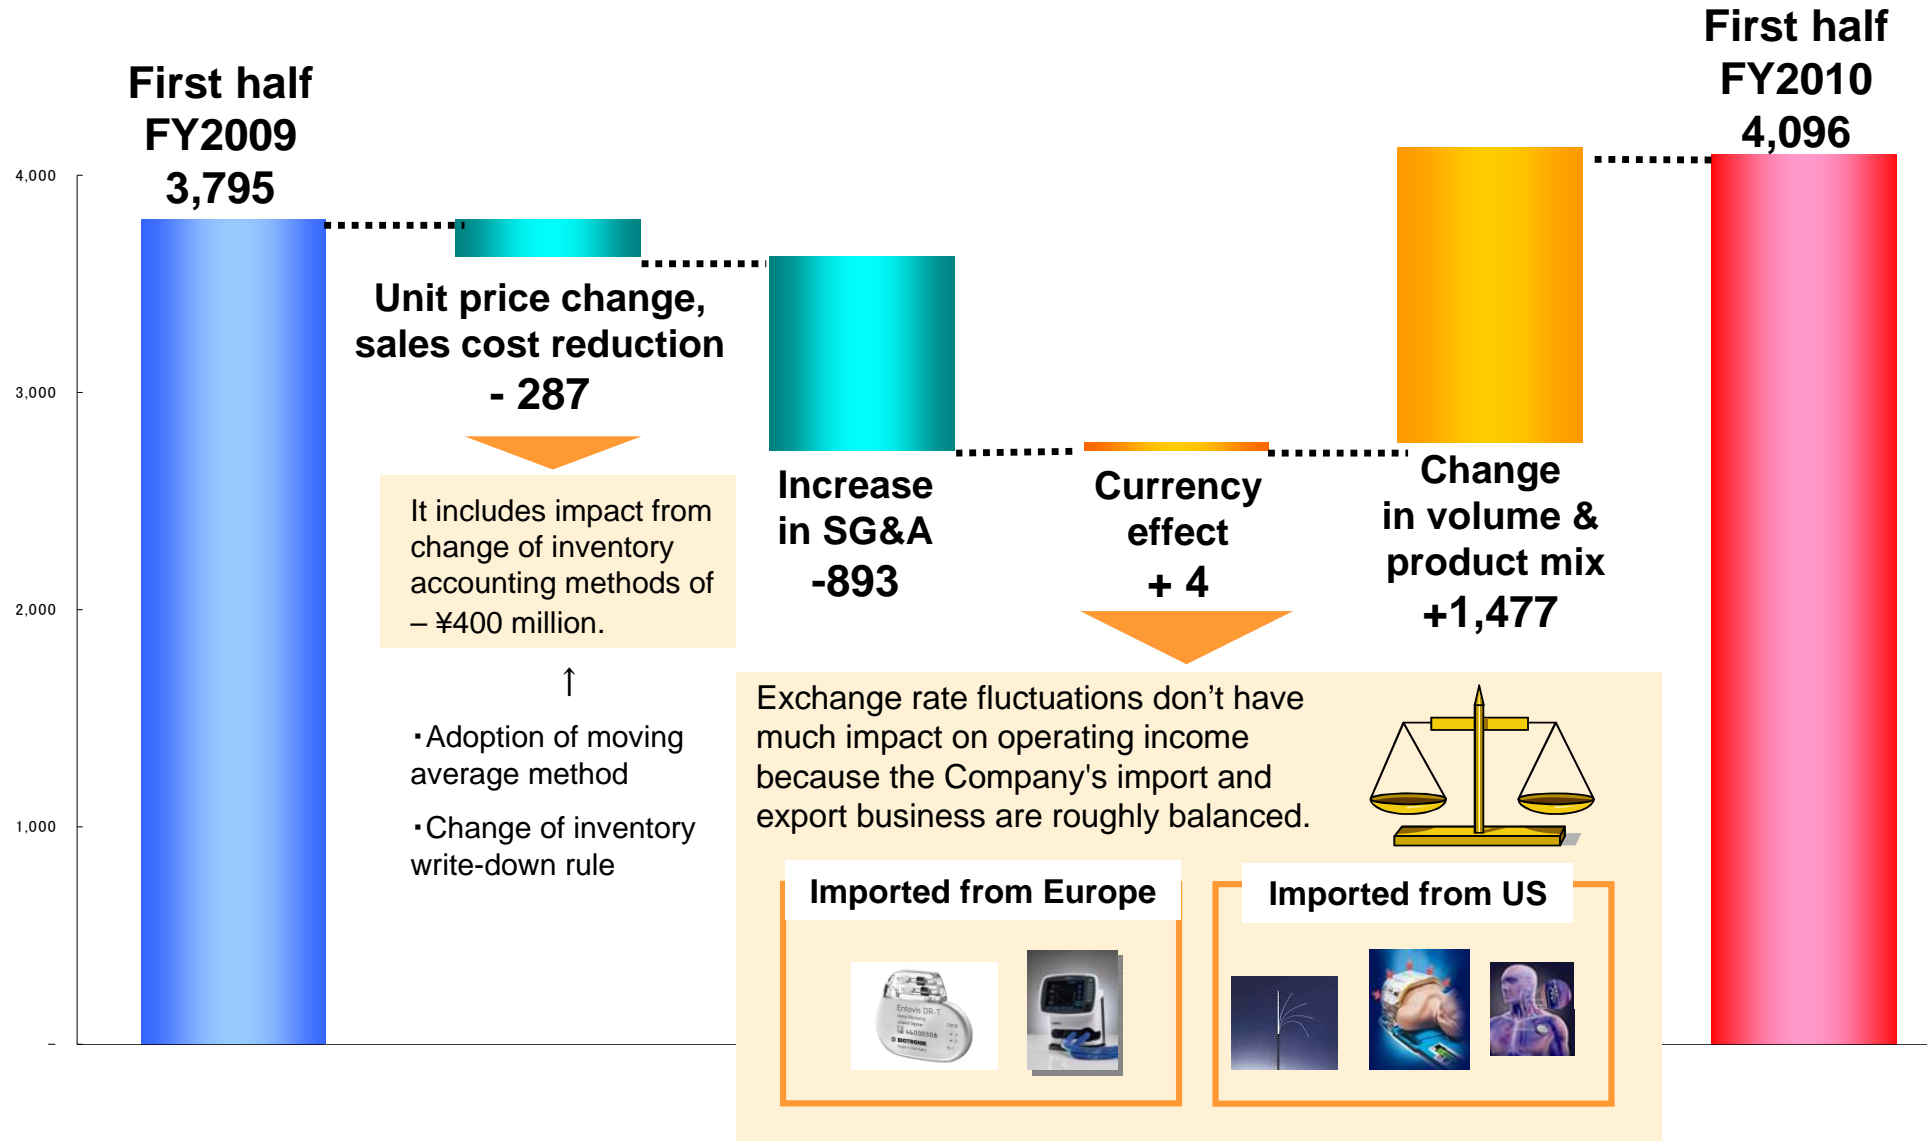 First half
FY2009
3,795
First half
FY2010
4,096
4,000
3,000
2,000
1,000
–
Unit price change,
sales cost reduction
- 287
It includes impact from
change of inventory
accounting methods of
– ¥400 million.
↑
・Adoption of moving
average method
・Change of inventory
write-down rule
Increase
in SG&A
-893
Currency
effect
+ 4
Change
in volume &
product mix
+1,477
Exchange rate fluctuations don’t have
much impact on operating income
because the Company's import and
export business are roughly balanced.
Imported from Europe
Entovis DR-T
BIOTRONIK
Imported from US